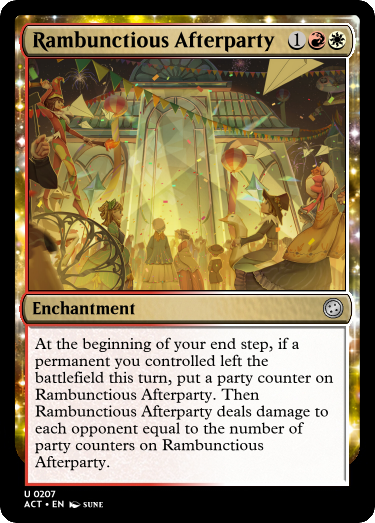 Rambunctious Afterparty 1
Enchantment
At the beginning of your end step, if a
permanent you controlled left the
battlefield this turn, put a party counter on
Rambunctious Afterparty. Then
Rambunctious Afterparty deals damage to
each opponent equal to the number of
party counters on Rambunctious
Afterparty.
U 0207
ACT • EN SUNE